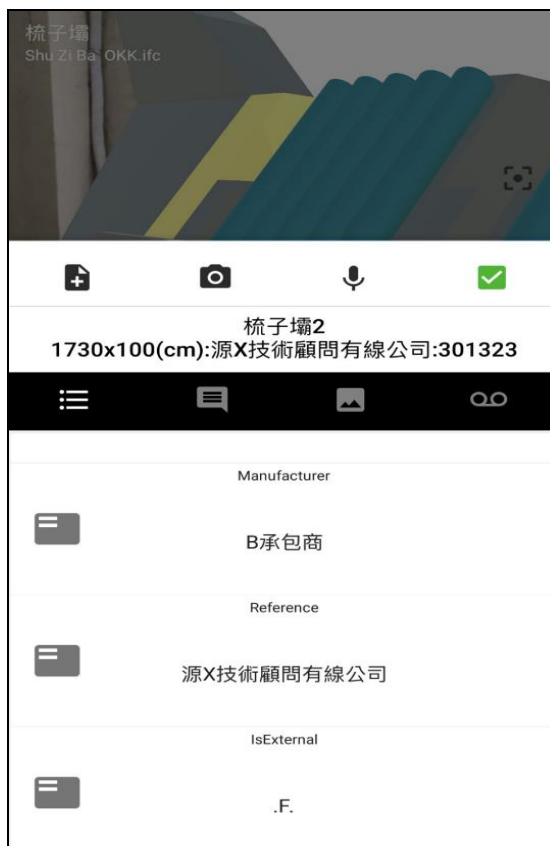 梳子壩
Shu Zi Ba OKK.ifc
梳子壩2
1730x100(cm):源X技術顧問有線公司:301323
Manufacturer
B承包商
Reference
源X技術顧問有線公司
IsExternal
.F.